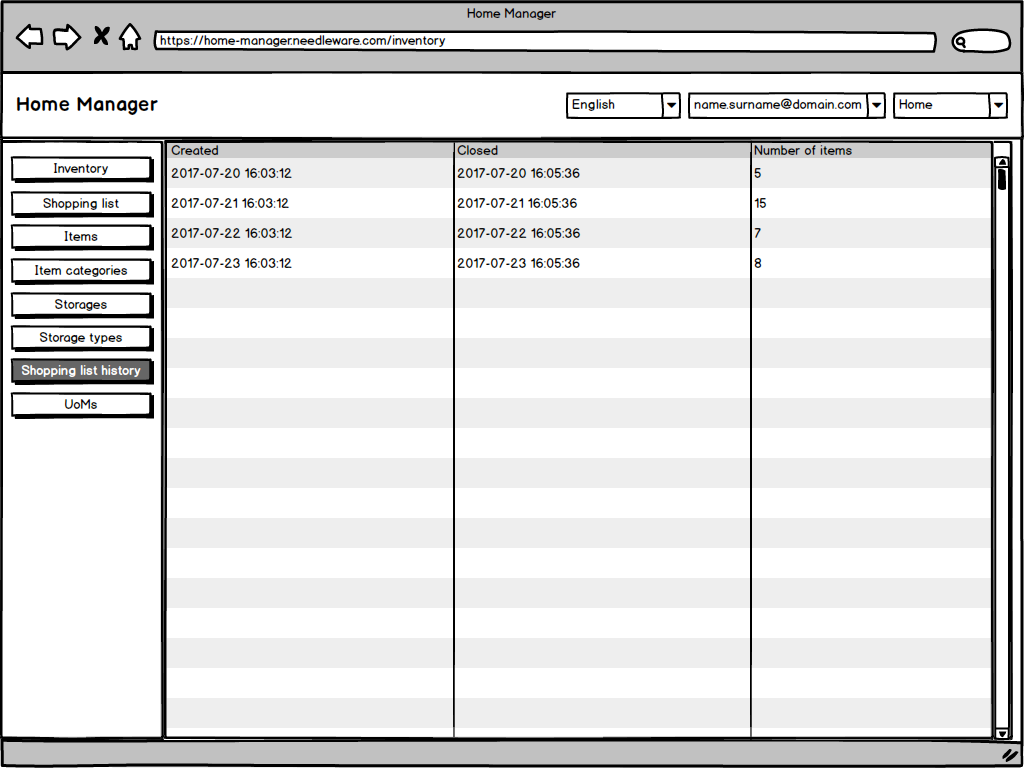 Home Manager
https://home-manager.needleware.com/inventory
Home Manager
English
name.surname@domain.com
Home
Inventory
Shopping list
Items
Item categories
Storages
Storage types
Shopping list history
UoMs
Created Closed Number of items
2017-07-20 16:03:12 2017-07-20 16:05:36 5
2017-07-21 16:03:12 2017-07-21 16:05:36 15
2017-07-22 16:03:12 2017-07-22 16:05:36 7
2017-07-23 16:03:12 2017-07-23 16:05:36 8